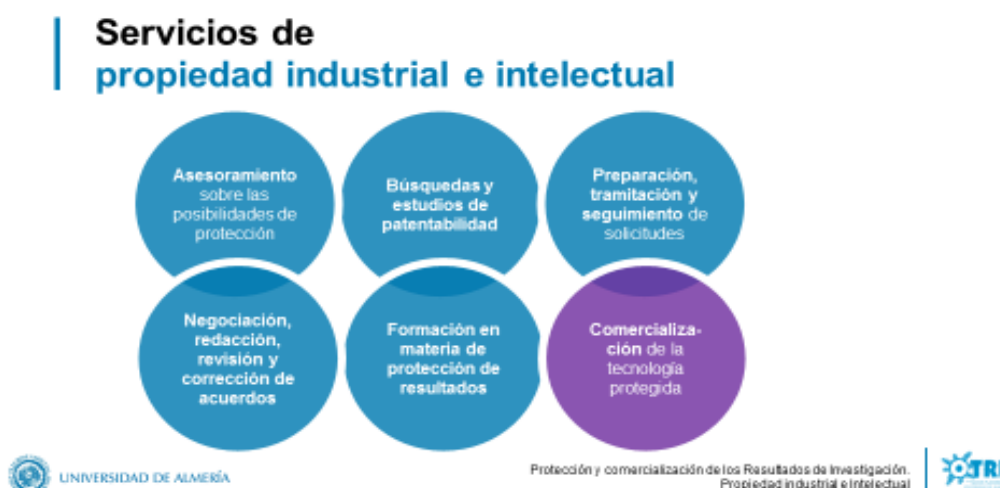 Servicios de
propiedad industrial e intelectual
Asesoramiento
sobre las
posibilidades de
protección
Búsquedas y
estudios de
patentabilidad
Preparación,
tramitación y
seguimiento de
solicitudes
Negociación,
redacción,
revisión y
corrección de
acuerdos
Formación en
materia de
protección de
resultados
Comercializa-
ción de la
tecnología
protegida
UNIVERSIDAD DE ALMERÍA
Protección y comercialización de los Resultados de Investigación.
Propiedad industrial e Intelectual